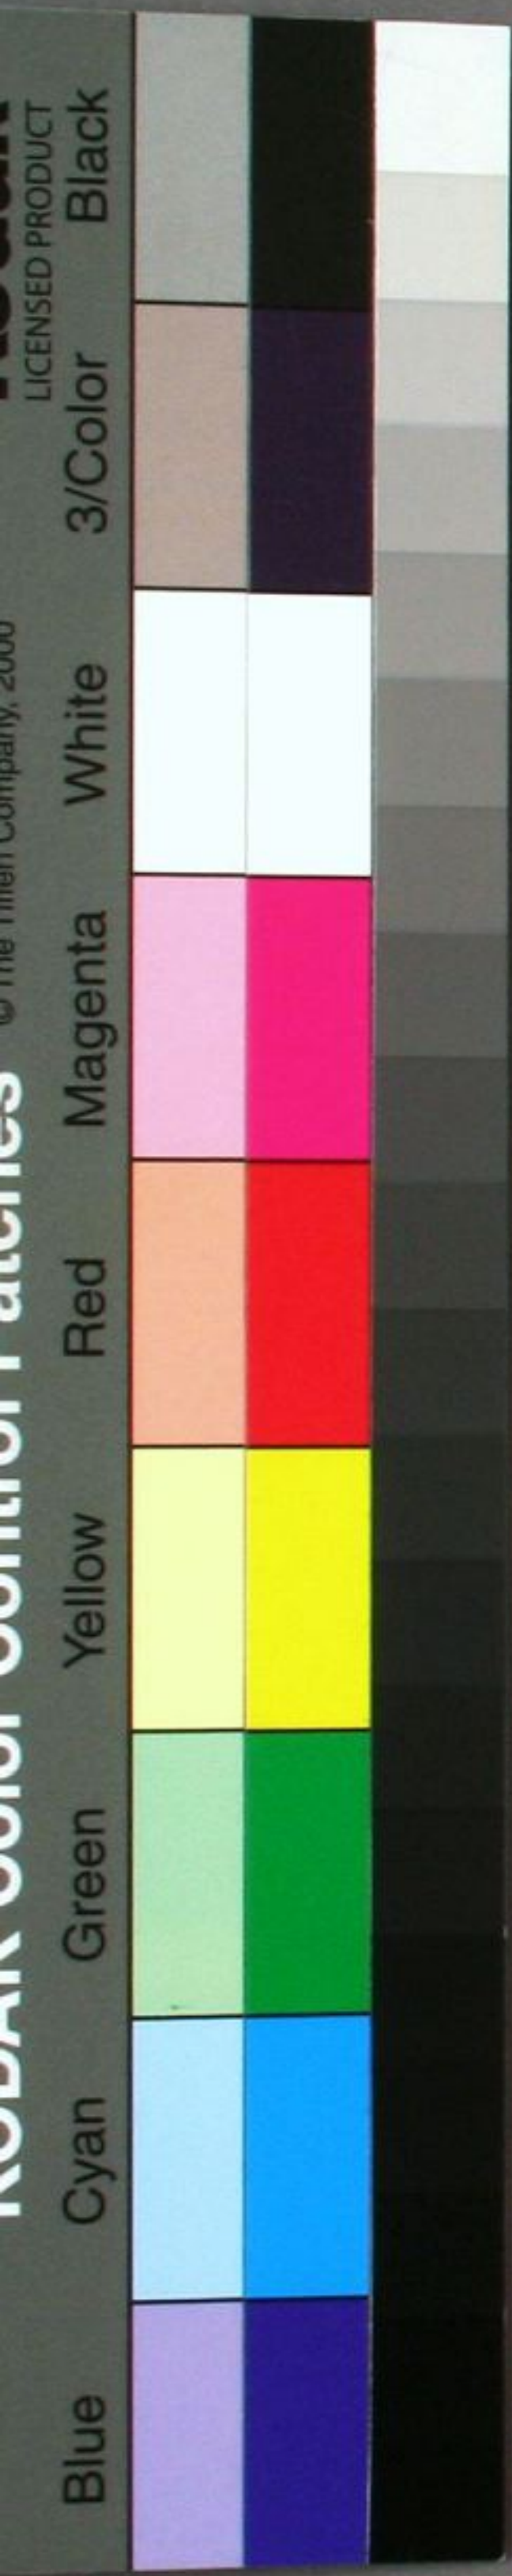 KODAK Color Control Patches © The Tiffen Company, 2000
LICENSED PRODUCT
Blue Cyan Green Yellow Red Magenta White 3/Color Black